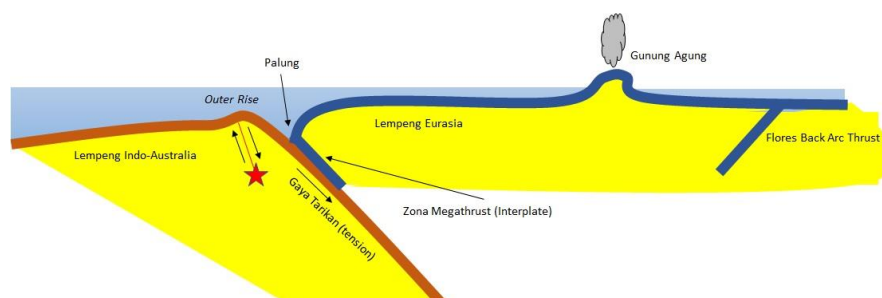 Gunung Agung
Palung
Outer Rise
Lempeng Eurasia
Flores Back Arc Thrust
Lempeng Indo-Australia
Gaya Tarikan (tension)
Zona Megathrust (Interplate)